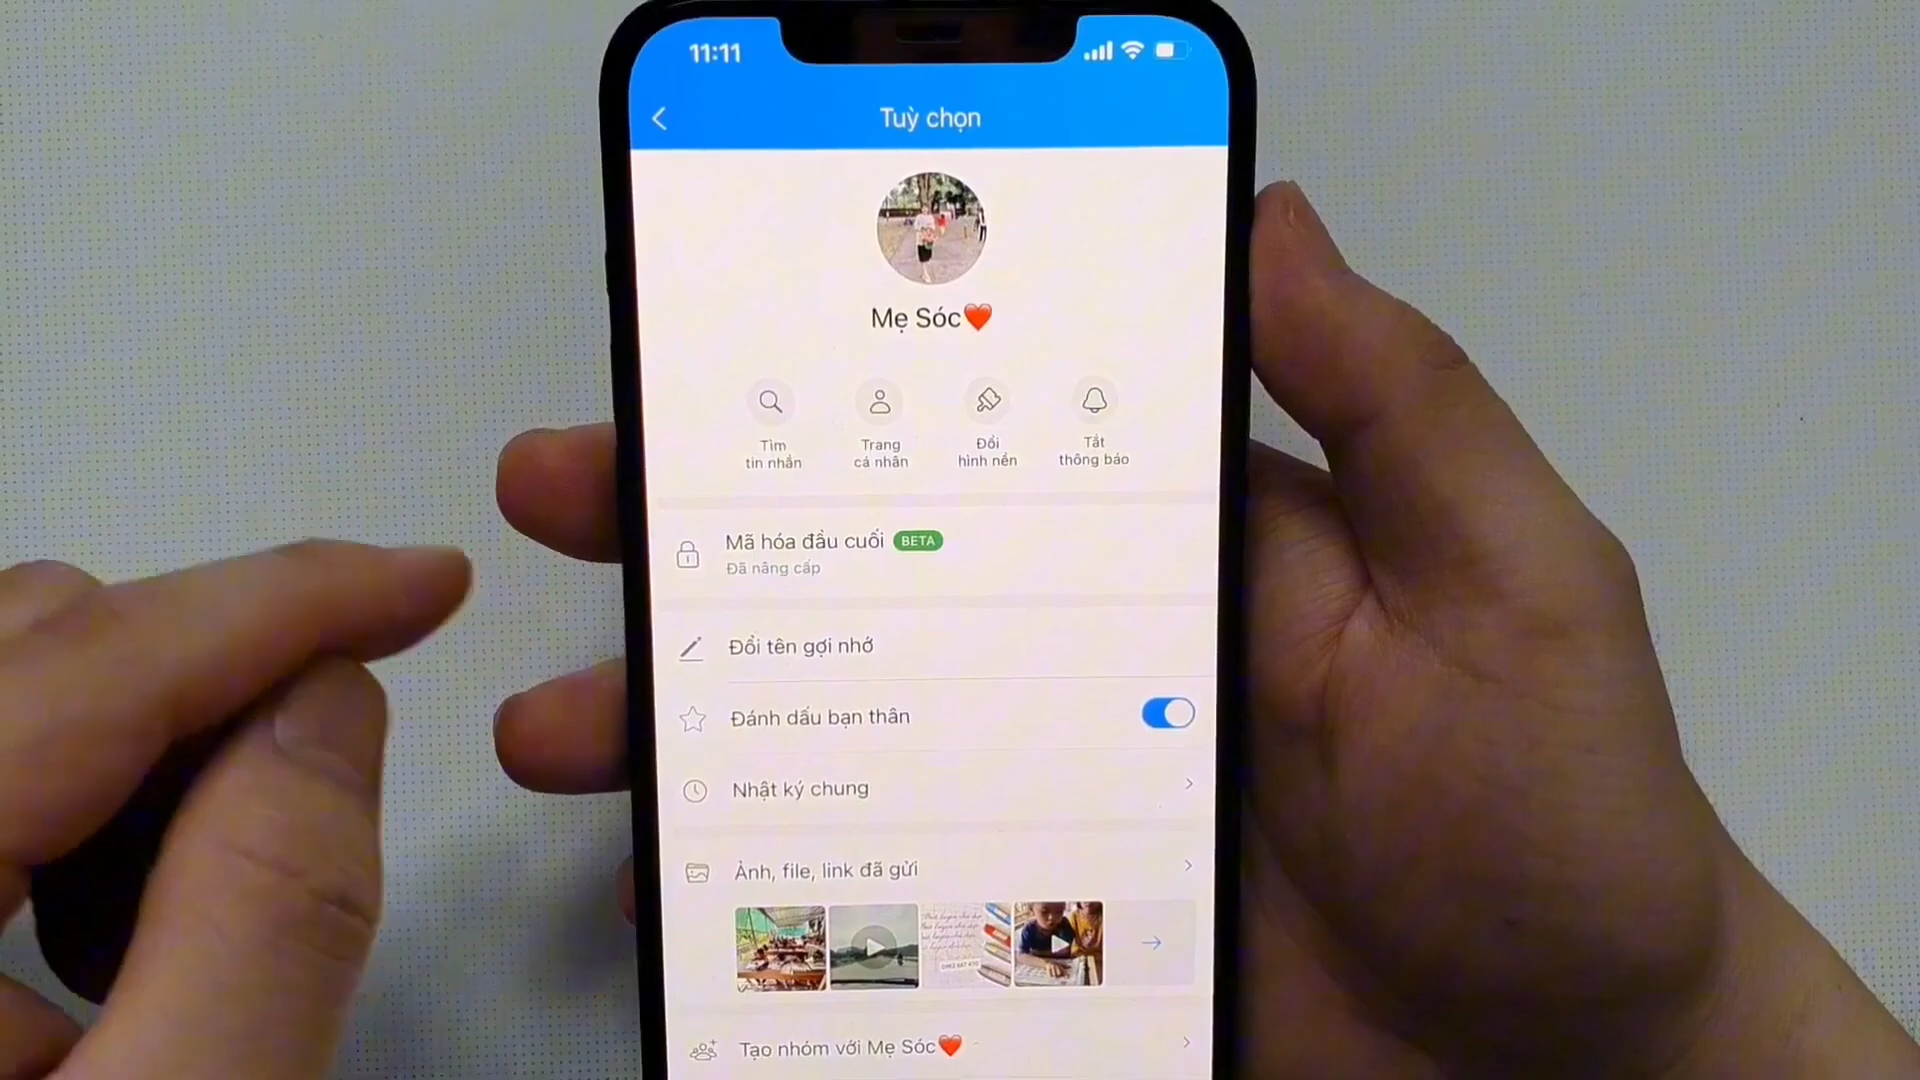 11:11
Tuỳ chọn
Mẹ Sóc❤️
Tìm
tin nhắn
Trang
cá nhân
Đổi
hình nền
Tắt
thông báo
Mã hóa đầu cuối BETA
Đã nâng cấp
Đổi tên gợi nhớ
Đánh dấu bạn thân
Nhật ký chung
Ảnh, file, link đã gửi
Tạo nhóm với Mẹ Sóc❤️